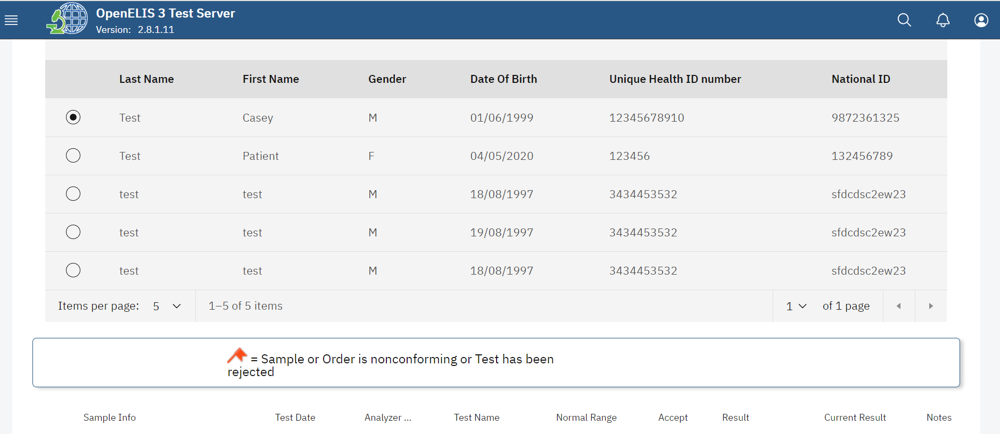 OpenELIS 3 Test Server
Version: 2.8.1.11
Last Name First Name Gender Date Of Birth Unique Health ID number National ID
Test Casey M 01/06/1999 12345678910 9872361325
Test Patient F 04/05/2020 123456 132456789
test test M 18/08/1997 3434453532 sfdcdsc2ew23
test test M 19/08/1997 3434453532 sfdcdsc2ew23
test test M 18/08/1997 3434453532 sfdcdsc2ew23
Items per page: 5 1–5 of 5 items 1 of 1 page
= Sample or Order is nonconforming or Test has been
rejected
Sample Info Test Date Analyzer ... Test Name Normal Range Accept Result Current Result Notes